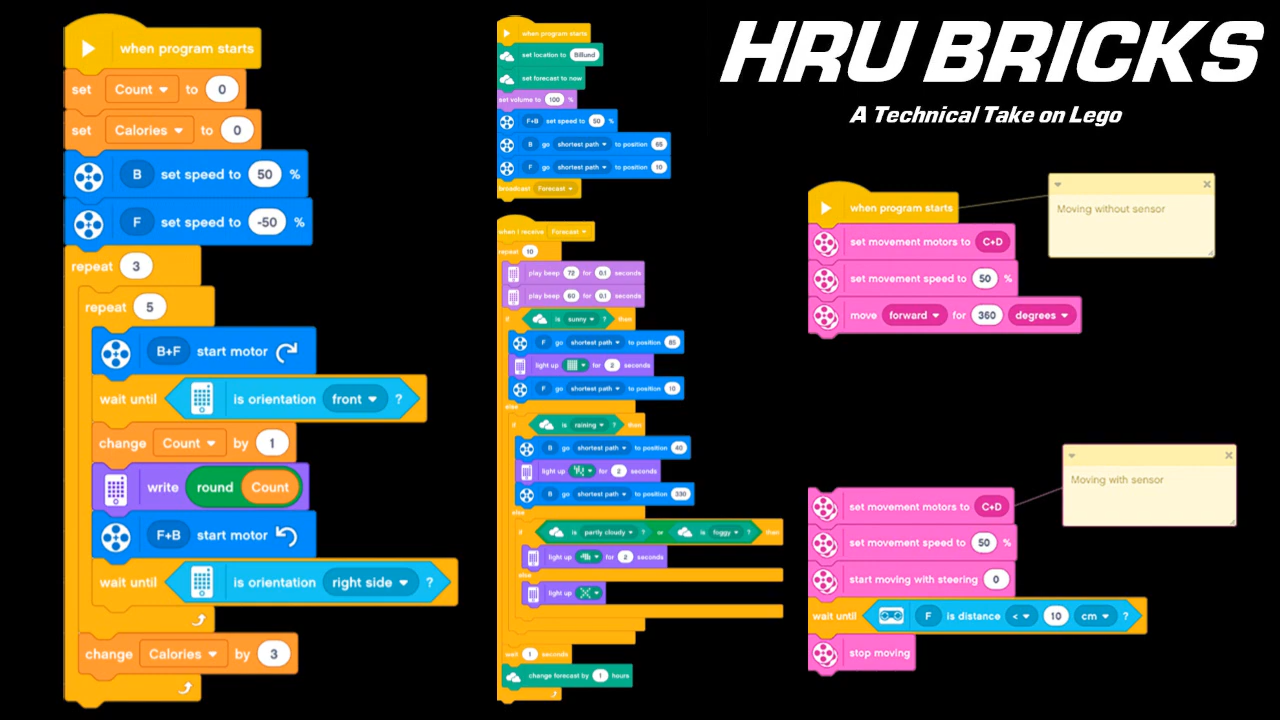 when program starts
set Count to 0
set Calories to 0
B set speed to 50 %
F set speed to -50 %
repeat 3
repeat 5
B+F start motor
wait until is orientation front ?
change Count by 1
write round Count
F+B start motor
wait until is orientation right side ?
change Calories by 3
when program starts
set location to Billund
set forecast to now
set volume to 100 %
F+B set speed to 50 %
B go shortest path to position 65
F go shortest path to position 10
broadcast Forecast
when I receive Forecast
repeat 10
play beep 72 for 0.1 seconds
play beep 60 for 0.1 seconds
if is sunny ? then
F go shortest path to position 85
light up for 2 seconds
F go shortest path to position 10
else
if is raining ? then
B go shortest path to position 40
light up for 2 seconds
B go shortest path to position 330
else
if is partly cloudy ? or is foggy ? then
light up for 2 seconds
else
light up
wait 1 seconds
change forecast by 1 hours
HRU BRICKS
A Technical Take on Lego
when program starts
Moving without sensor
set movement motors to C+D
set movement speed to 50 %
move forward for 360 degrees
Moving with sensor
set movement motors to C+D
set movement speed to 50 %
start moving with steering 0
wait until F is distance < 10 cm ?
stop moving